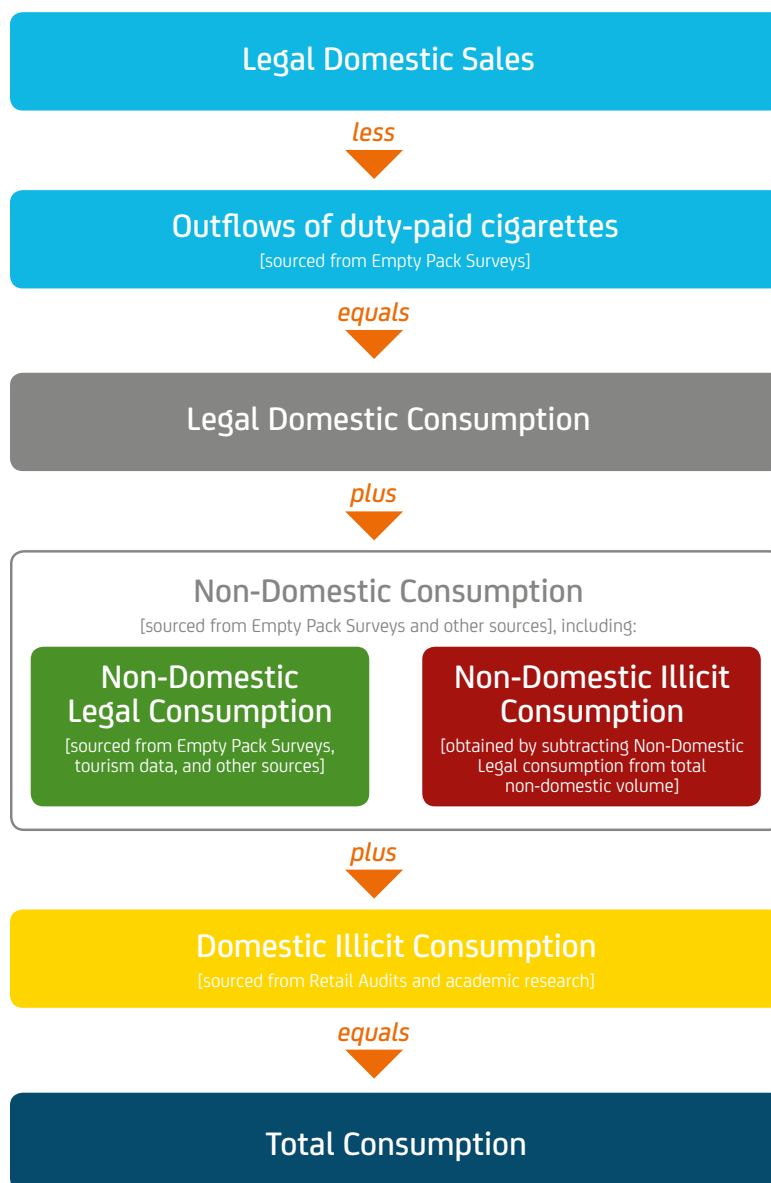 Legal Domestic Sales
less
Outflows of duty-paid cigarettes
[sourced from Empty Pack Surveys]
equals
Legal Domestic Consumption
plus
Non-Domestic Consumption
[sourced from Empty Pack Surveys and other sources], including:
Non-Domestic
Legal Consumption
[sourced from Empty Pack Surveys,
tourism data, and other sources]
Non-Domestic Illicit
Consumption
[obtained by subtracting Non-Domestic
Legal consumption from total
non-domestic volume]
plus
Domestic Illicit Consumption
[sourced from Retail Audits and academic research]
equals
Total Consumption